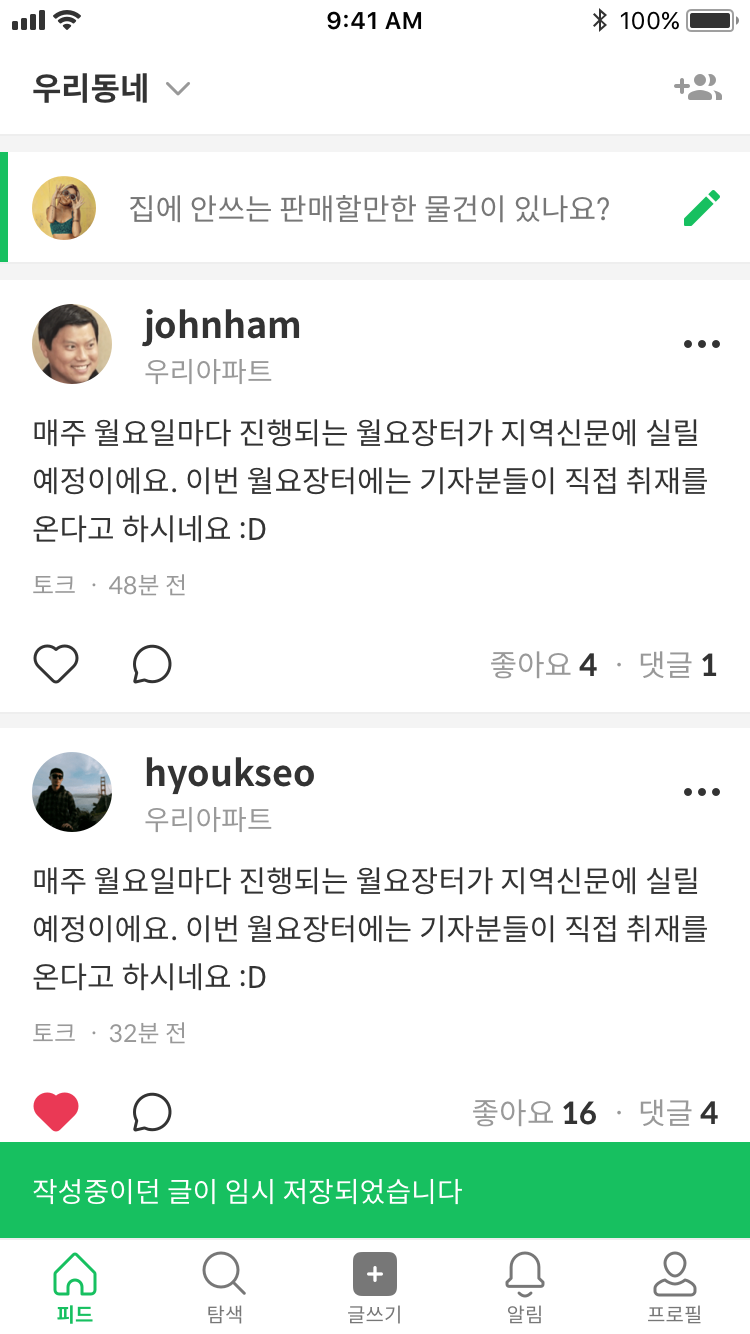 9:41 AM
100%
우리동네
집에 안쓰는 판매할만한 물건이 있나요?
johnham
우리아파트
매주 월요일마다 진행되는 월요장터가 지역신문에 실릴
예정이에요. 이번 월요장터에는 기자분들이 직접 취재를
온다고 하시네요 :D
토크 · 48분 전
좋아요 4 · 댓글 1
hyoukseo
우리아파트
매주 월요일마다 진행되는 월요장터가 지역신문에 실릴
예정이에요. 이번 월요장터에는 기자분들이 직접 취재를
온다고 하시네요 :D
토크 · 32분 전
좋아요 16 · 댓글 4
작성중이던 글이 임시 저장되었습니다
피드 탐색 글쓰기 알림 프로필